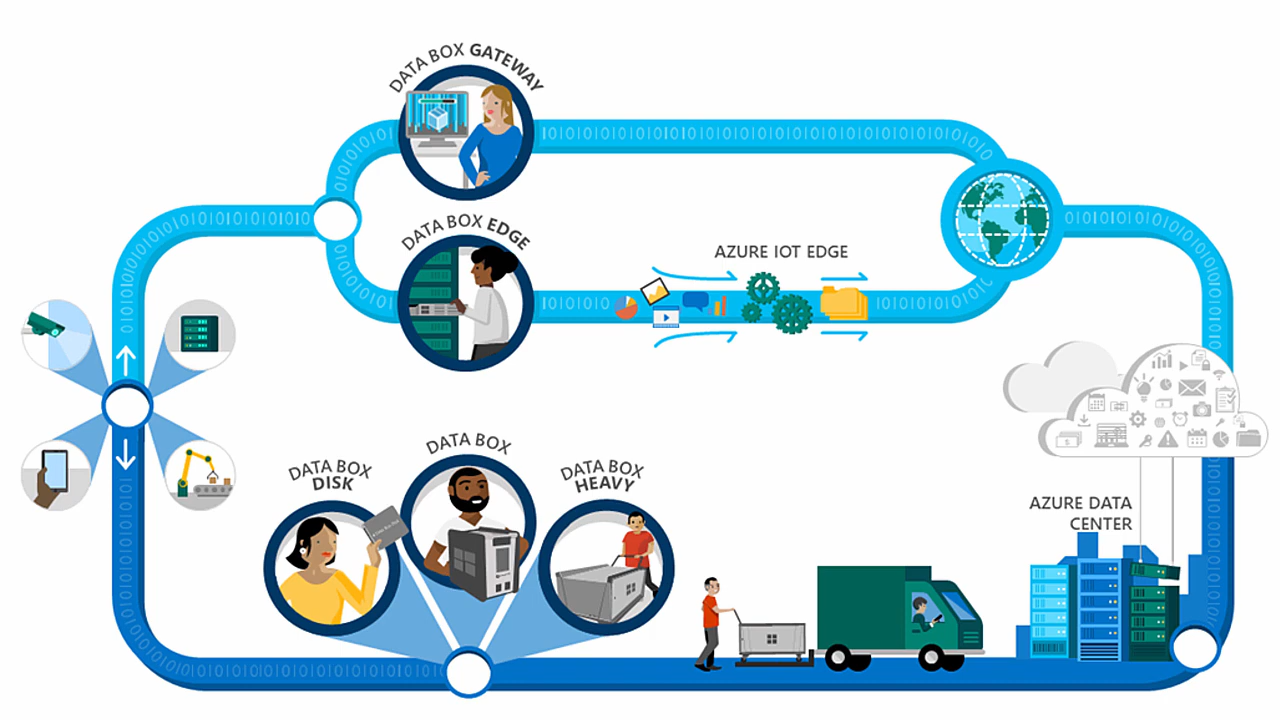 DATA BOX GATEWAY
DATA BOX EDGE
AZURE IOT EDGE
DATA BOX
DATA BOX
DISK
DATA BOX
HEAVY
AZURE DATA
CENTER